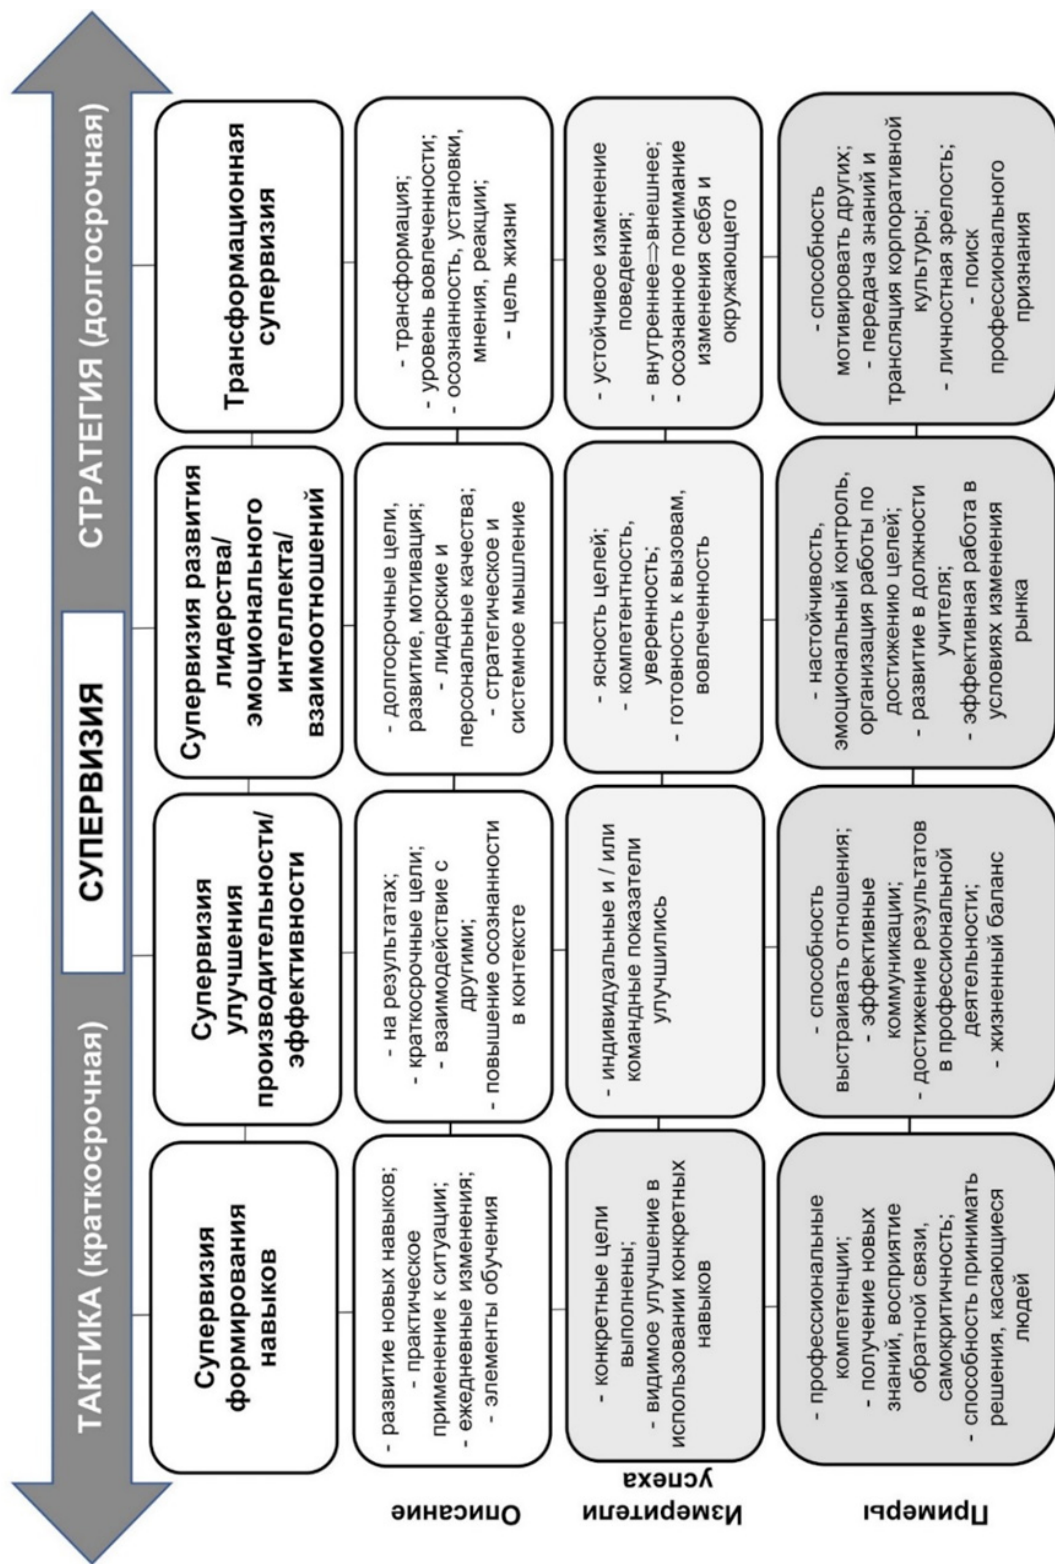 ТАКТИКА (краткосрочная)
СУПЕРВИЗИЯ
СТРАТЕГИЯ (долгосрочная)
Супервизия
формирования
навыков
Супервизия
улучшения
производительности/
эффективности
Супервизия развития
лидерства/
эмоционального
интеллекта/
взаимоотношений
Трансформационная
супервизия
Описание
- развитие новых навыков;
- практическое
применение к ситуации;
- ежедневные изменения;
- элементы обучения
- на результатах;
- краткосрочные цели;
- взаимодействие с
другими;
- повышение осознанности
в контексте
- долгосрочные цели,
развитие, мотивация;
- лидерские и
персональные качества;
- стратегическое и
системное мышление
- трансформация;
- уровень вовлеченности;
- осознанность, установки,
мнения, реакции;
- цель жизни
Измерители
успеха
- конкретные цели
выполнены;
- видимое улучшение в
использовании конкретных
навыков
- индивидуальные и / или
командные показатели
улучшились
- ясность целей;
- компетентность,
уверенность;
- готовность к вызовам,
вовлеченность
- устойчивое изменение
поведения;
- внутреннее⇒внешнее;
- осознанное понимание
изменения себя и
окружающего
Примеры
- профессиональные
компетенции;
- получение новых
знаний, восприятие
обратной связи,
самокритичность;
- способность принимать
решения, касающиеся
людей
- способность
выстраивать отношения;
- эффективные
коммуникации;
- достижение результатов
в профессиональной
деятельности;
- жизненный баланс
- настойчивость,
эмоциональный контроль,
организация работы по
достижению целей;
- развитие в должности
учителя;
- эффективная работа в
условиях изменения
рынка
- способность
мотивировать других;
- передача знаний и
трансляция корпоративной
культуры;
- личностная зрелость;
- поиск
профессионального
признания